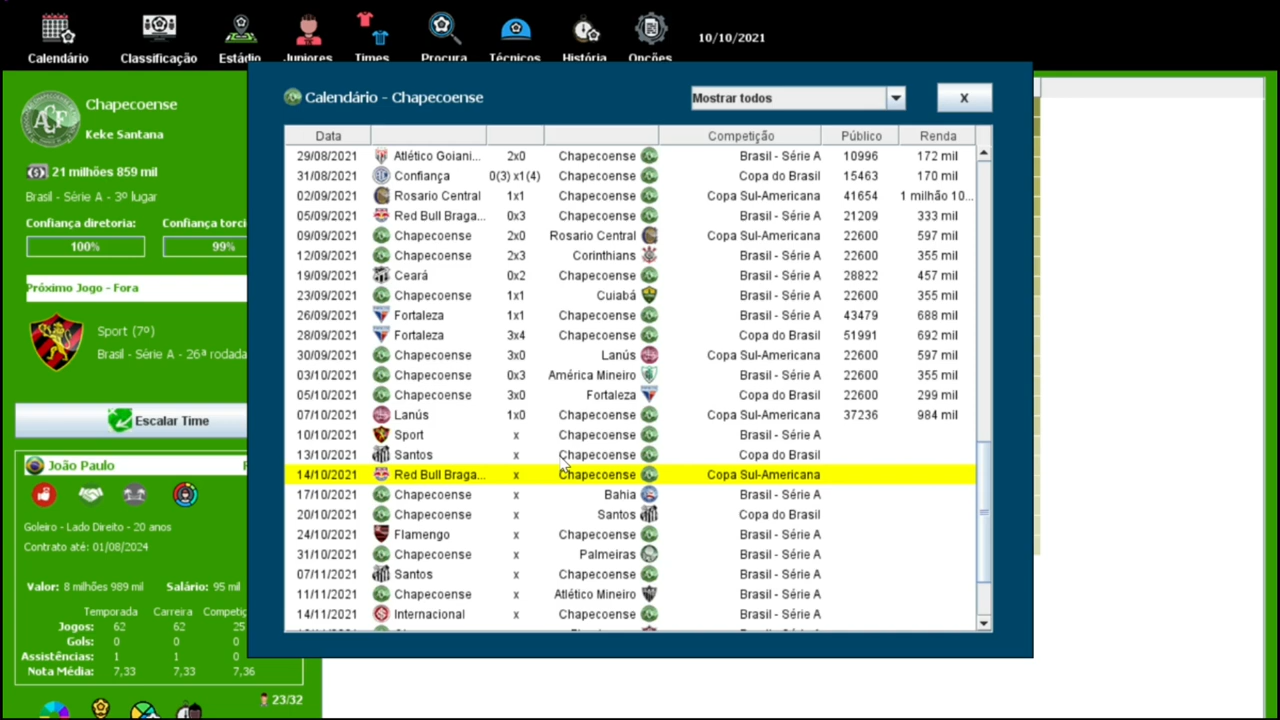 Calendário Classificação Estádio Juniores Times Procura Técnicos História Opções 10/10/2021
Chapecoense
Keke Santana
21 milhões 859 mil
Brasil - Série A - 3º lugar
Confiança diretoria: Confiança torci
100% 99%
Próximo Jogo - Fora
Sport (7º)
Brasil - Série A - 26ª rodada
Escalar Time
João Paulo
Goleiro - Lado Direito - 20 anos
Contrato até: 01/08/2024
Valor: 8 milhões 989 mil Salário: 95 mil
Temporada Carreira Competiç
Jogos: 62 62 25
Gols: 0 0 0
Assistências: 1 1 0
Nota Média: 7,33 7,33 7,36
23/32
Calendário - Chapecoense Mostrar todos X
Data Competição Público Renda
29/08/2021 Atlético Goiani... 2x0 Chapecoense Brasil - Série A 10996 172 mil
31/08/2021 Confiança 0(3) x1(4) Chapecoense Copa do Brasil 15463 170 mil
02/09/2021 Rosario Central 1x1 Chapecoense Copa Sul-Americana 41654 1 milhão 10...
05/09/2021 Red Bull Braga... 0x3 Chapecoense Brasil - Série A 21209 333 mil
09/09/2021 Chapecoense 2x0 Rosario Central Copa Sul-Americana 22600 597 mil
12/09/2021 Chapecoense 2x3 Corinthians Brasil - Série A 22600 355 mil
19/09/2021 Ceará 0x2 Chapecoense Brasil - Série A 28822 457 mil
23/09/2021 Chapecoense 1x1 Cuiabá Brasil - Série A 22600 355 mil
26/09/2021 Fortaleza 1x1 Chapecoense Brasil - Série A 43479 688 mil
28/09/2021 Fortaleza 3x4 Chapecoense Copa do Brasil 51991 692 mil
30/09/2021 Chapecoense 3x0 Lanús Copa Sul-Americana 22600 597 mil
03/10/2021 Chapecoense 0x3 América Mineiro Brasil - Série A 22600 355 mil
05/10/2021 Chapecoense 3x0 Fortaleza Copa do Brasil 22600 299 mil
07/10/2021 Lanús 1x0 Chapecoense Copa Sul-Americana 37236 984 mil
10/10/2021 Sport x Chapecoense Brasil - Série A
13/10/2021 Santos x Chapecoense Copa do Brasil
14/10/2021 Red Bull Braga... x Chapecoense Copa Sul-Americana
17/10/2021 Chapecoense x Bahia Brasil - Série A
20/10/2021 Chapecoense x Santos Copa do Brasil
24/10/2021 Flamengo x Chapecoense Brasil - Série A
31/10/2021 Chapecoense x Palmeiras Brasil - Série A
07/11/2021 Santos x Chapecoense Brasil - Série A
11/11/2021 Chapecoense x Atlético Mineiro Brasil - Série A
14/11/2021 Internacional x Chapecoense Brasil - Série A